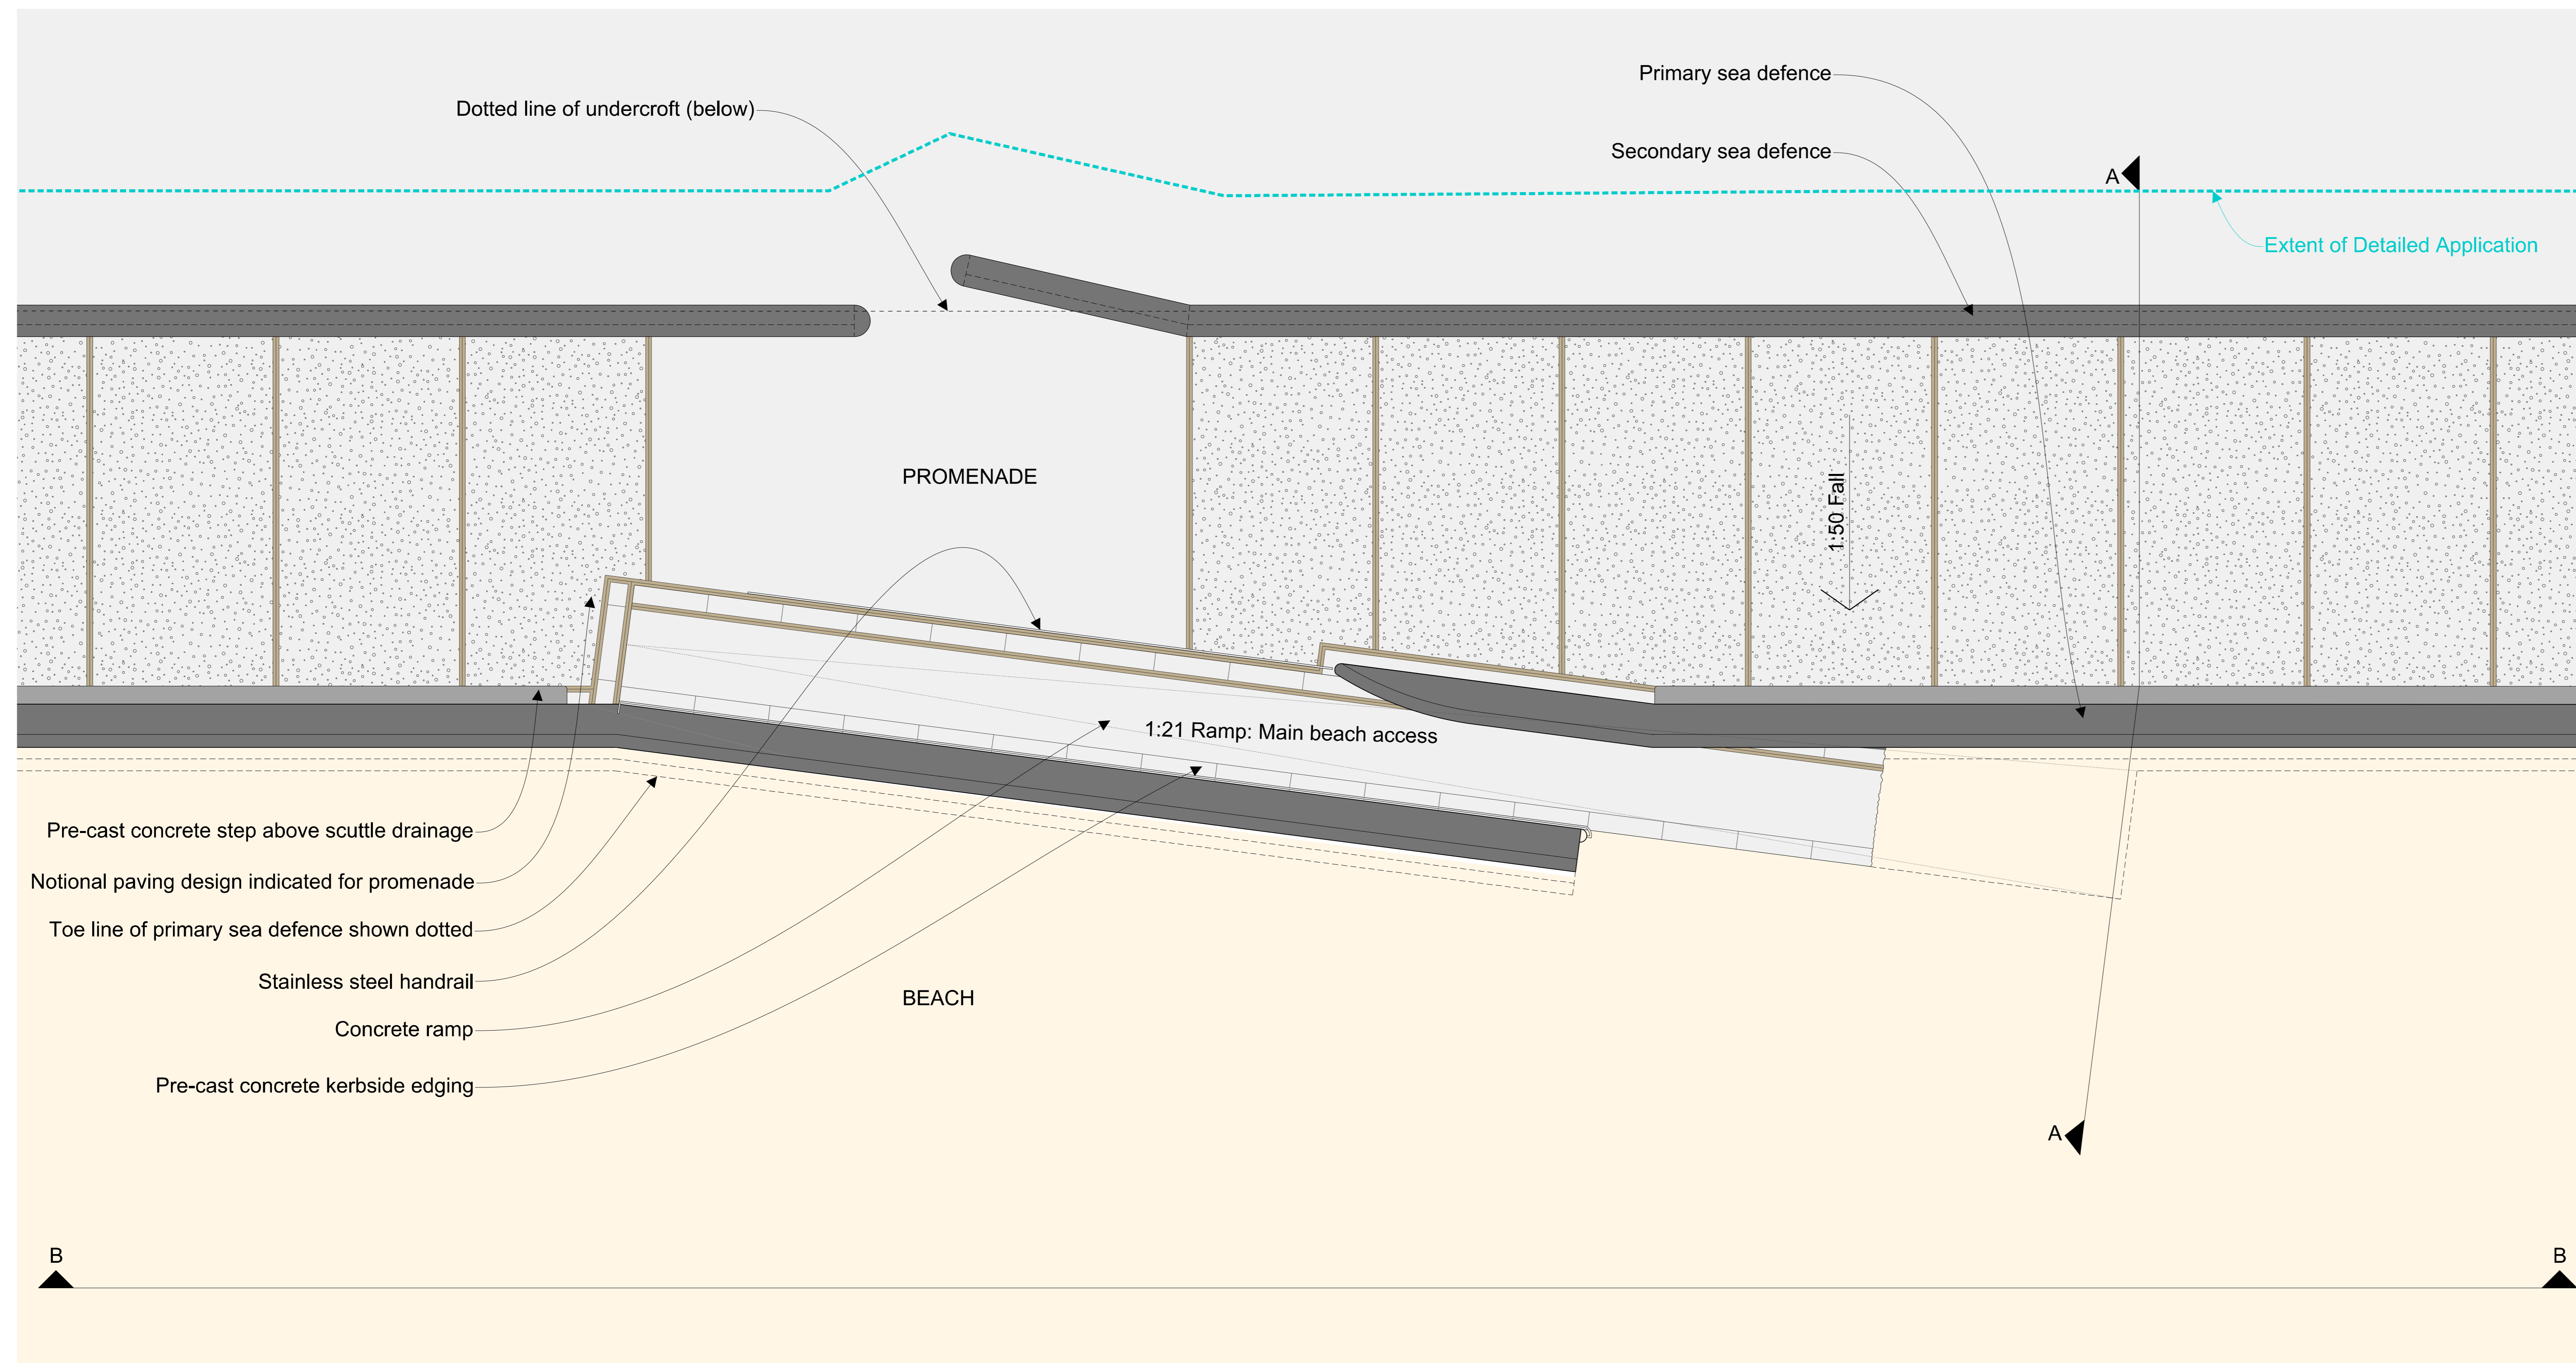 Primary sea defence
Dotted line of undercroft (below)
Secondary sea defence
A
Extent of Detailed Application
PROMENADE
1:50 Fall
1:21 Ramp: Main beach access
Pre-cast concrete step above scuttle drainage
Notional paving design indicated for promenade
Toe line of primary sea defence shown dotted
Stainless steel handrail
BEACH
Concrete ramp
Pre-cast concrete kerbside edging
A
B
B